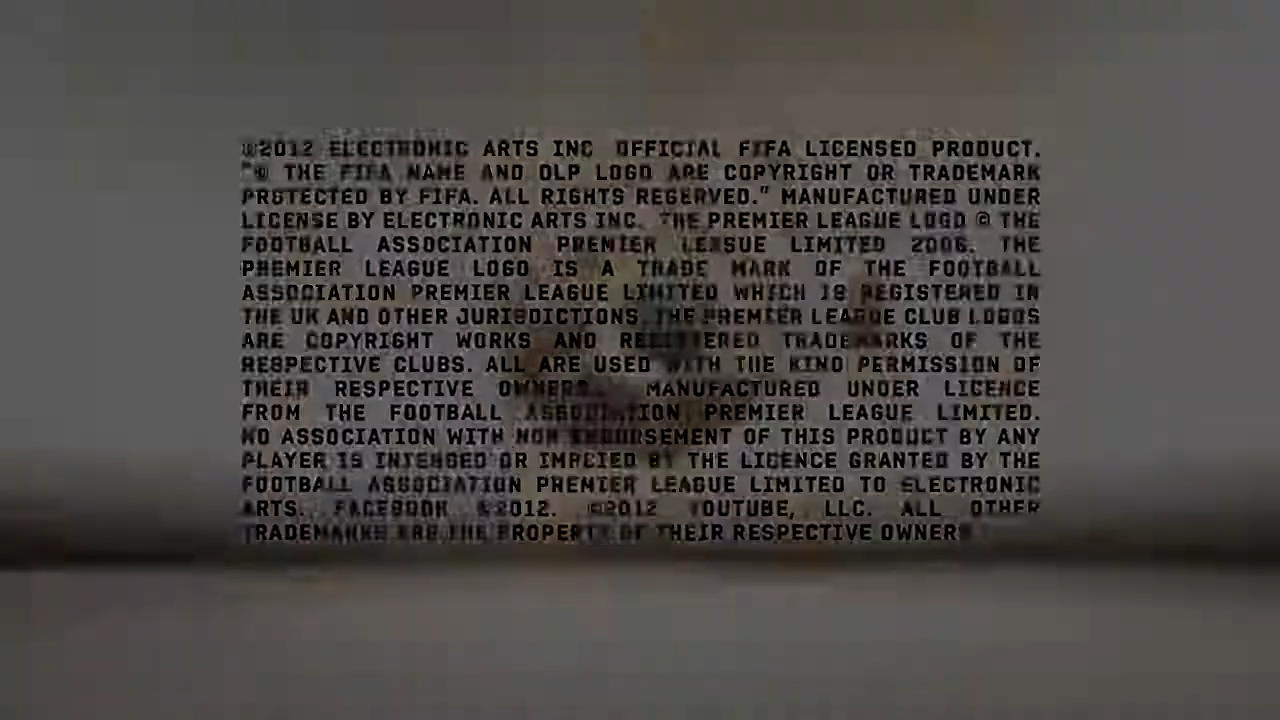 ©2012 ELECTRONIC ARTS INC OFFICIAL FIFA LICENSED PRODUCT.
"© THE FIFA NAME AND OLP LOGO ARE COPYRIGHT OR TRADEMARK
PROTECTED BY FIFA. ALL RIGHTS RESERVED." MANUFACTURED UNDER
LICENSE BY ELECTRONIC ARTS INC. THE PREMIER LEAGUE LOGO © THE
FOOTBALL ASSOCIATION PREMIER LEAGUE LIMITED 2006. THE
PREMIER LEAGUE LOGO IS A TRADE MARK OF THE FOOTBALL
ASSOCIATION PREMIER LEAGUE LIMITED WHICH IS REGISTERED IN
THE UK AND OTHER JURISDICTIONS. THE PREMIER LEAGUE CLUB LOGOS
ARE COPYRIGHT WORKS AND REGISTERED TRADEMARKS OF THE
RESPECTIVE CLUBS. ALL ARE USED WITH THE KIND PERMISSION OF
THEIR RESPECTIVE OWNERS. MANUFACTURED UNDER LICENCE
FROM THE FOOTBALL ASSOCIATION PREMIER LEAGUE LIMITED.
NO ASSOCIATION WITH NOR ENDORSEMENT OF THIS PRODUCT BY ANY
PLAYER IS INTENDED OR IMPLIED BY THE LICENCE GRANTED BY THE
FOOTBALL ASSOCIATION PREMIER LEAGUE LIMITED TO ELECTRONIC
ARTS. FACEBOOK ©2012. ©2012 YOUTUBE, LLC. ALL OTHER
TRADEMARKS ARE THE PROPERTY OF THEIR RESPECTIVE OWNERS